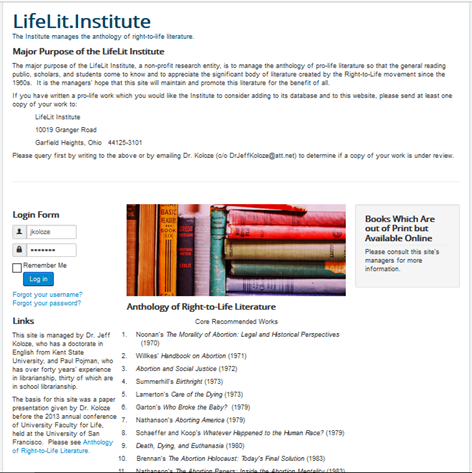 LifeLit.Institute
The Institute manages the anthology of right-to-life literature.
Major Purpose of the LifeLit Institute
The major purpose of the LifeLit Institute, a non-profit research entity, is to manage the anthology of pro-life literature so that the general reading
public, scholars, and students come to know and to appreciate the significant body of literature created by the Right-to-Life movement since the
1960s. It is the managers' hope that this site will maintain and promote this literature for the benefit of all.
If you have written a pro-life work which you would like the Institute to consider adding to its database and to this website, please send at least one
copy of your work to:
LifeLit Institute
10019 Granger Road
Garfield Heights, Ohio 44125-3101
Please query first by writing to the above or by emailing Dr. Koloze (c/o DrJeffKoloze@att.net) to determine if a copy of your work is under review.
Login Form
jkoloze
Remember Me
Log in
Forgot your username?
Forgot your password?
Links
This site is managed by Dr. Jeff
Koloze, who has a doctorate in
English from Kent State
University, and Paul Pojman, who
has over forty years' experience
in librarianship, thirty of which are
in school librarianship.
The basis for this site was a paper
presentation given by Dr. Koloze
before the 2013 annual conference
of University Faculty for Life,
held at the University of San
Francisco. Please see Anthology
of Right-to-Life Literature.
BASIC
READER
BOOK
SIX
Anthology of Right-to-Life Literature
Core Recommended Works
1. Noonan's The Morality of Abortion: Legal and Historical Perspectives
(1970)
2. Willkes' Handbook on Abortion (1971)
3. Abortion and Social Justice (1972)
4. Summerhill's Birthright (1973)
5. Lamerton's Care of the Dying (1973)
6. Garton's Who Broke the Baby? (1979)
7. Nathanson's Aborting America (1979)
8. Schaeffer and Koop's Whatever Happened to the Human Race? (1979)
9. Death, Dying, and Euthanasia (1980)
10. Brennan's The Abortion Holocaust: Today's Final Solution (1983)
11. Nathanson's The Abortion Papers: Inside the Abortion Mentality (1983)
Books Which Are
out of Print but
Available Online
Please consult this site's
managers for more
information.